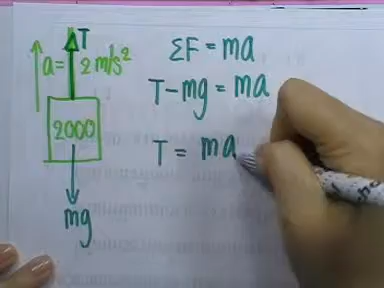 T
a = 2 m/s²
2000
mg
ΣF = ma
T - mg = ma
T = ma